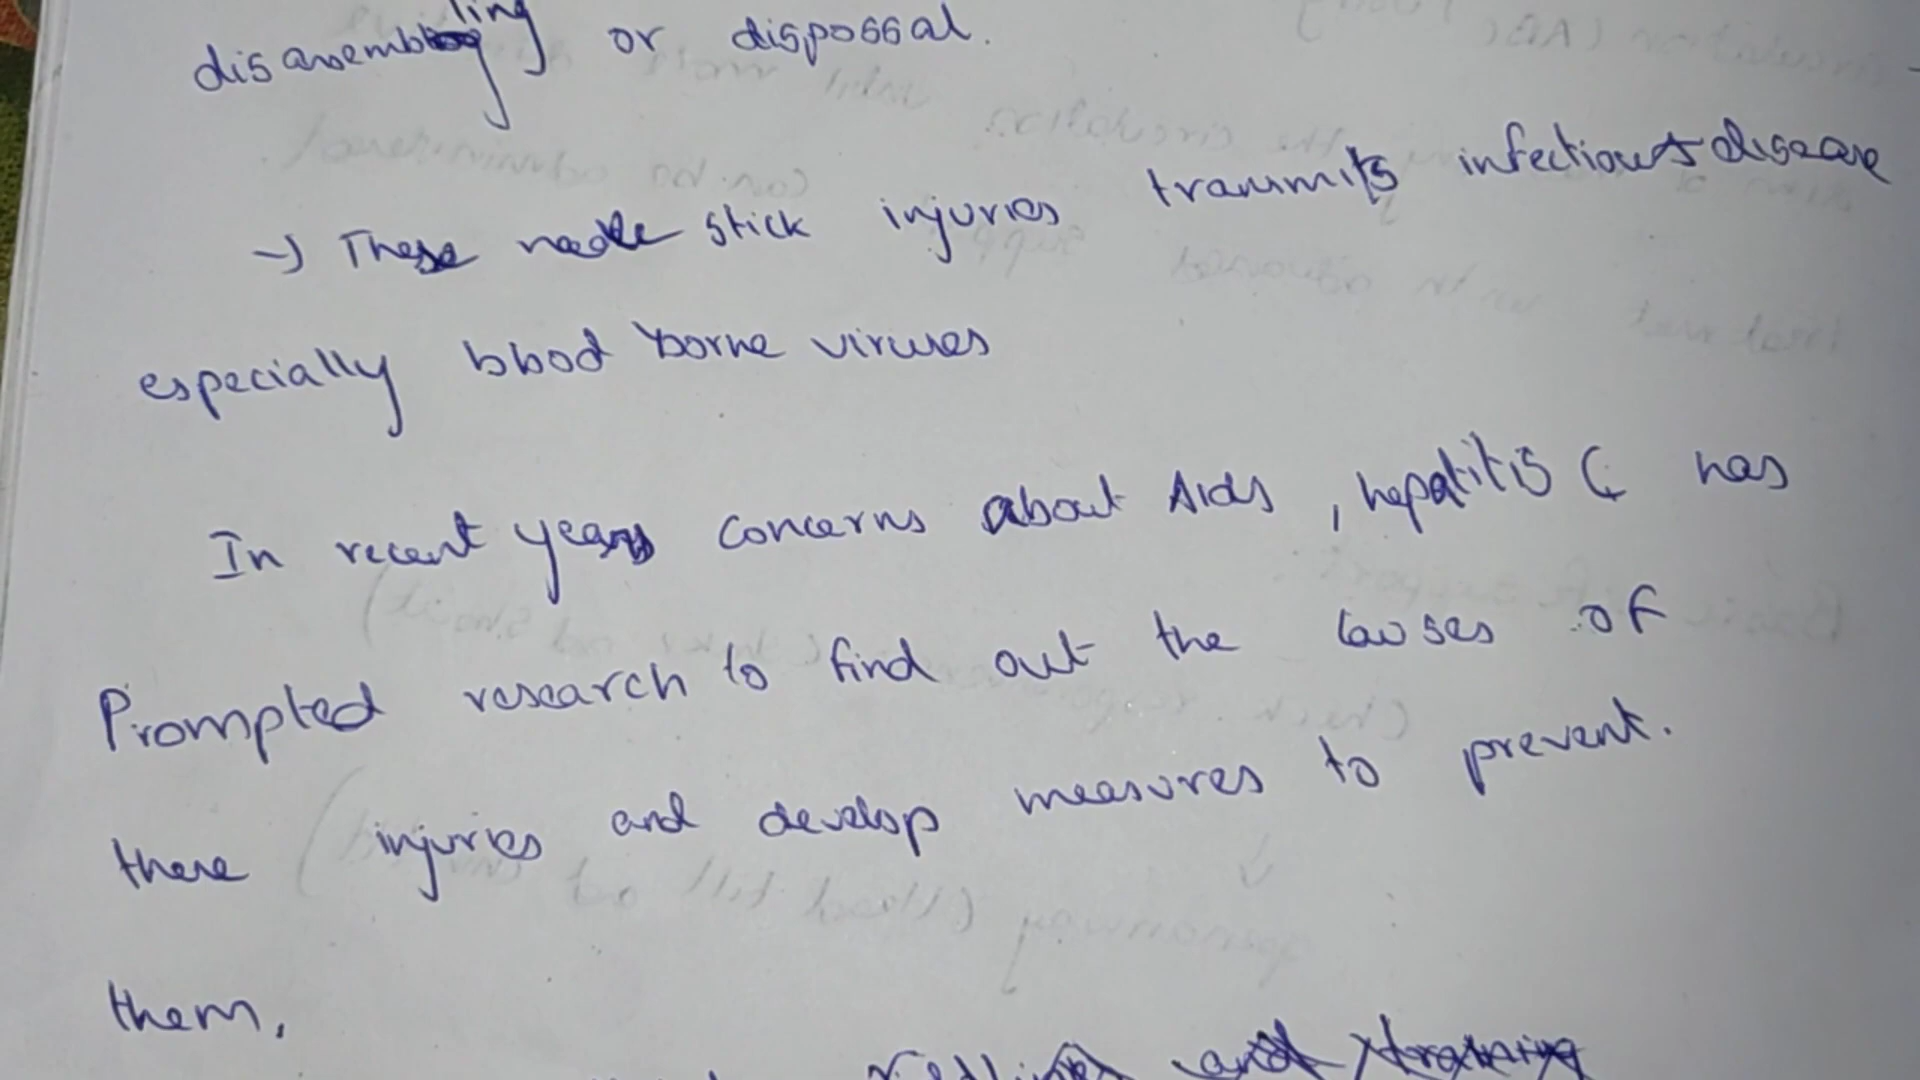 disassembling or dispossal.
→ These needle stick injuries transmits infectious disease
especially blood borne viruses
In recent years concerns about Aids, hepatitis C has
Prompted research to find out the causes of
these injuries and develop measures to prevent.
them,
and training